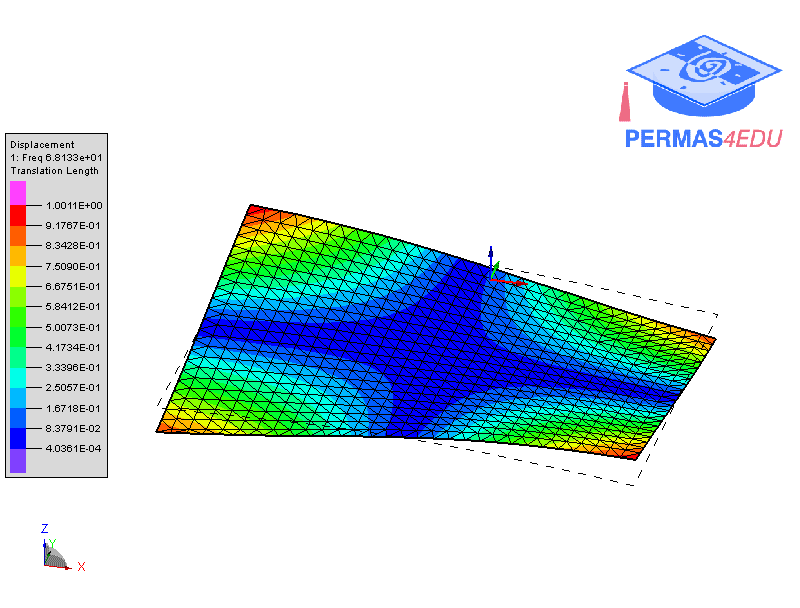 PERMAS4EDU
Displacement
1: Freq 6.8133e+01
Translation Length
1.0011E+00
9.1767E-01
8.3428E-01
7.5090E-01
6.6751E-01
5.8412E-01
5.0073E-01
4.1734E-01
3.3396E-01
2.5057E-01
1.6718E-01
8.3791E-02
4.0361E-04
Z
Y
X